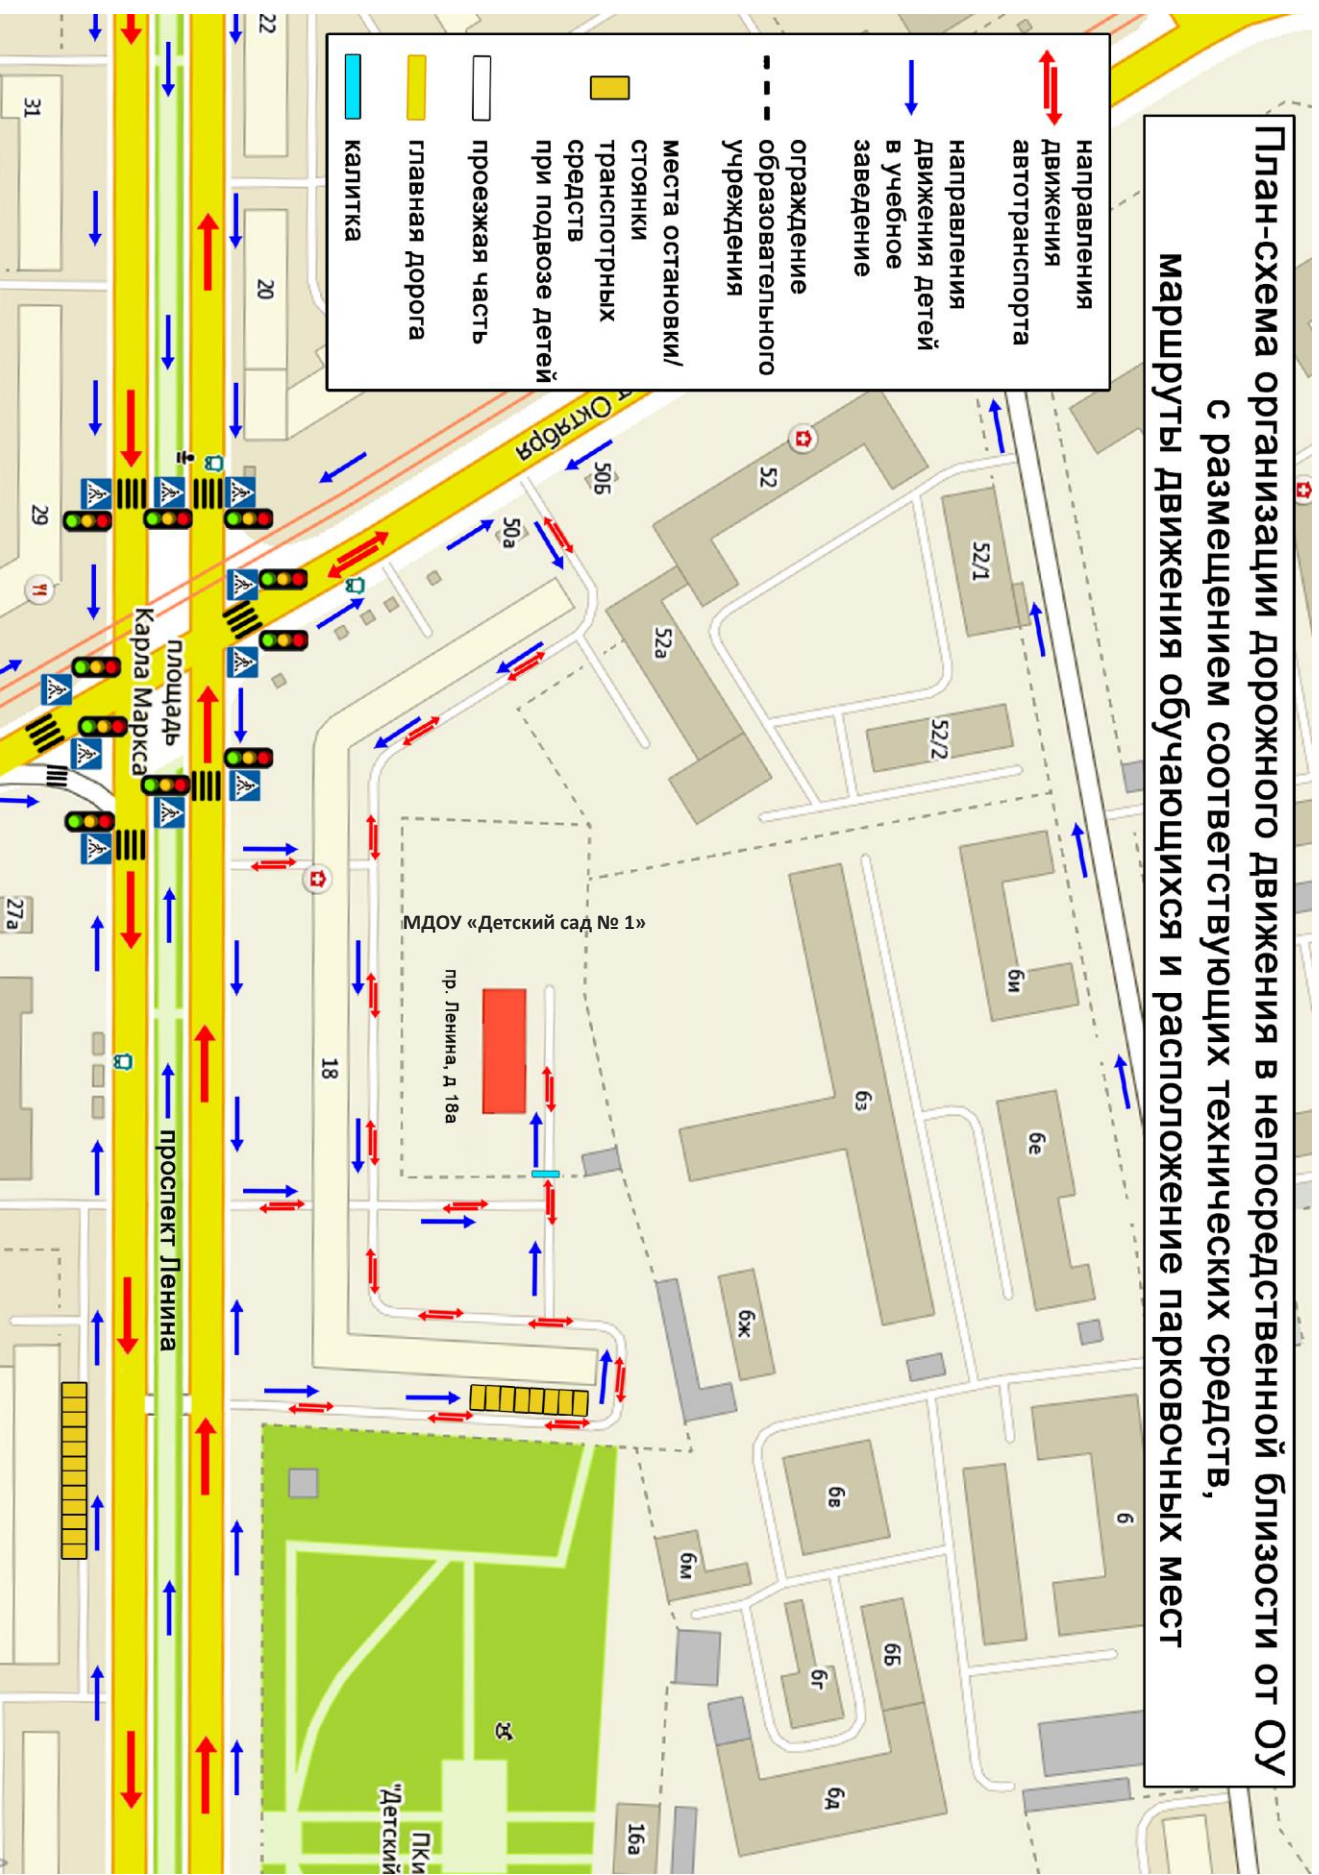 План-схема организации дорожного движения в непосредственной близости от ОУ
с размещением соответствующих технических средств,
маршруты движения обучающихся и расположение парковочных мест
направления
движения
автотранспорта
направления
движения детей
в учебное
заведение
ограждение
образовательного
учреждения
места остановки/
стоянки
транспотрных
средств
при подвозе детей
проезжая часть
главная дорога
калитка
22
31
20
29
27а
Октября
50Б
50а
52
52/1
52а
52/2
площадь
Карла Маркса
МДОУ «Детский сад № 1»
пр. Ленина, д 18а
18
проспект Ленина
6и
6з
6е
6ж
6
6в
6м
6Б
6г
6д
16а
ПКи
"Детский